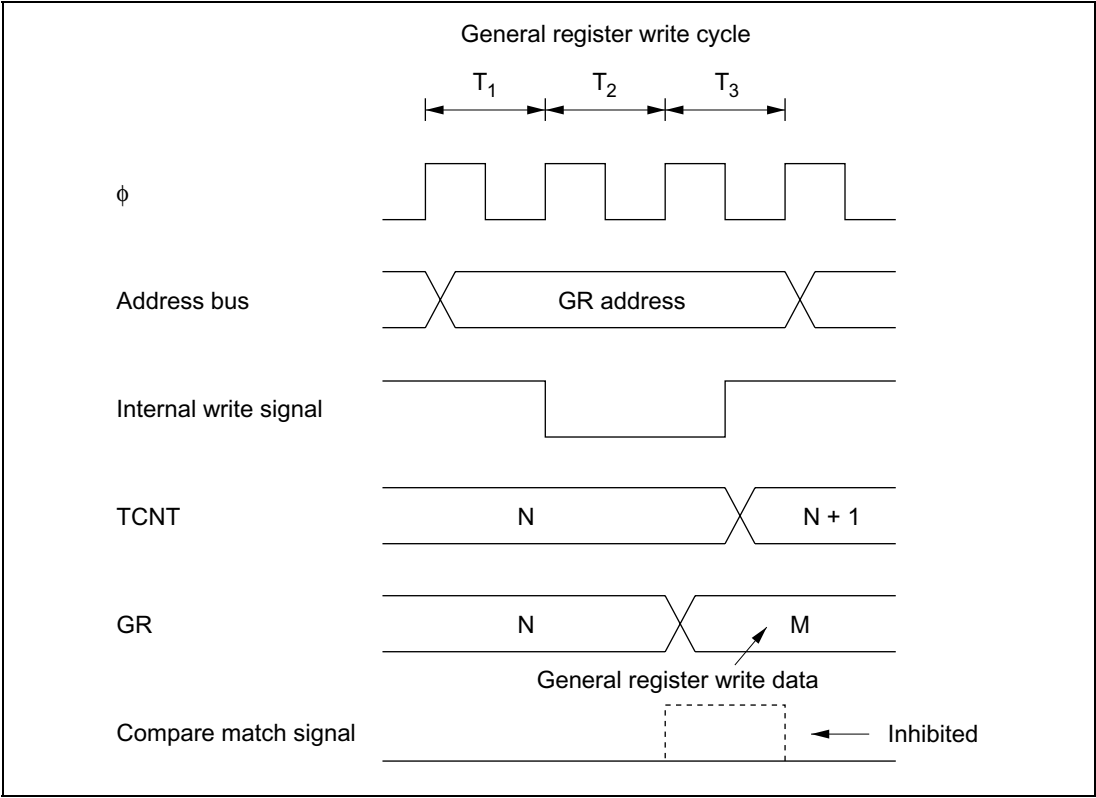 General register write cycle
T₁ T₂ T₃
ϕ
Address bus GR address
Internal write signal
TCNT N N + 1
GR N M
General register write data
Compare match signal Inhibited